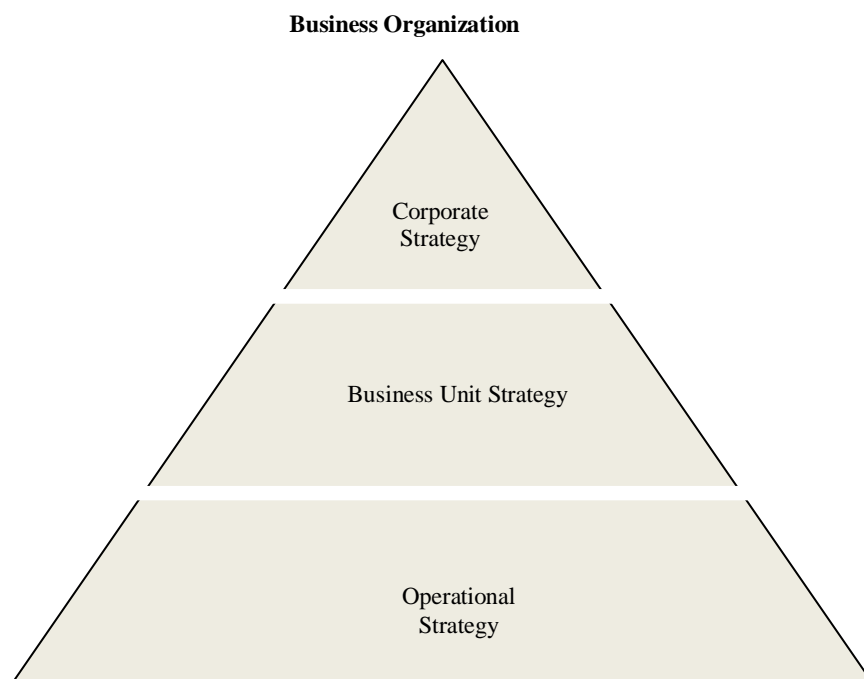 Business Organization
Corporate
Strategy
Business Unit Strategy
Operational
Strategy